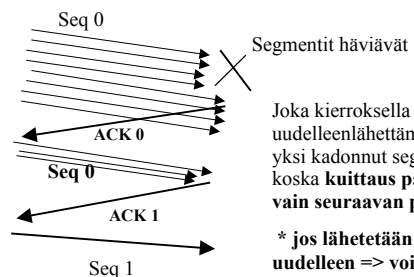 Seq 0
Segmentit häviävät
Joka kierroksella
uudelleenlähettäm
ACK 0
yksi kadonnut seg
koska kuittaus pa
Seq 0
vain seuraavan p
ACK 1
* jos lähetetään
uudelleen => voi
Seq 1